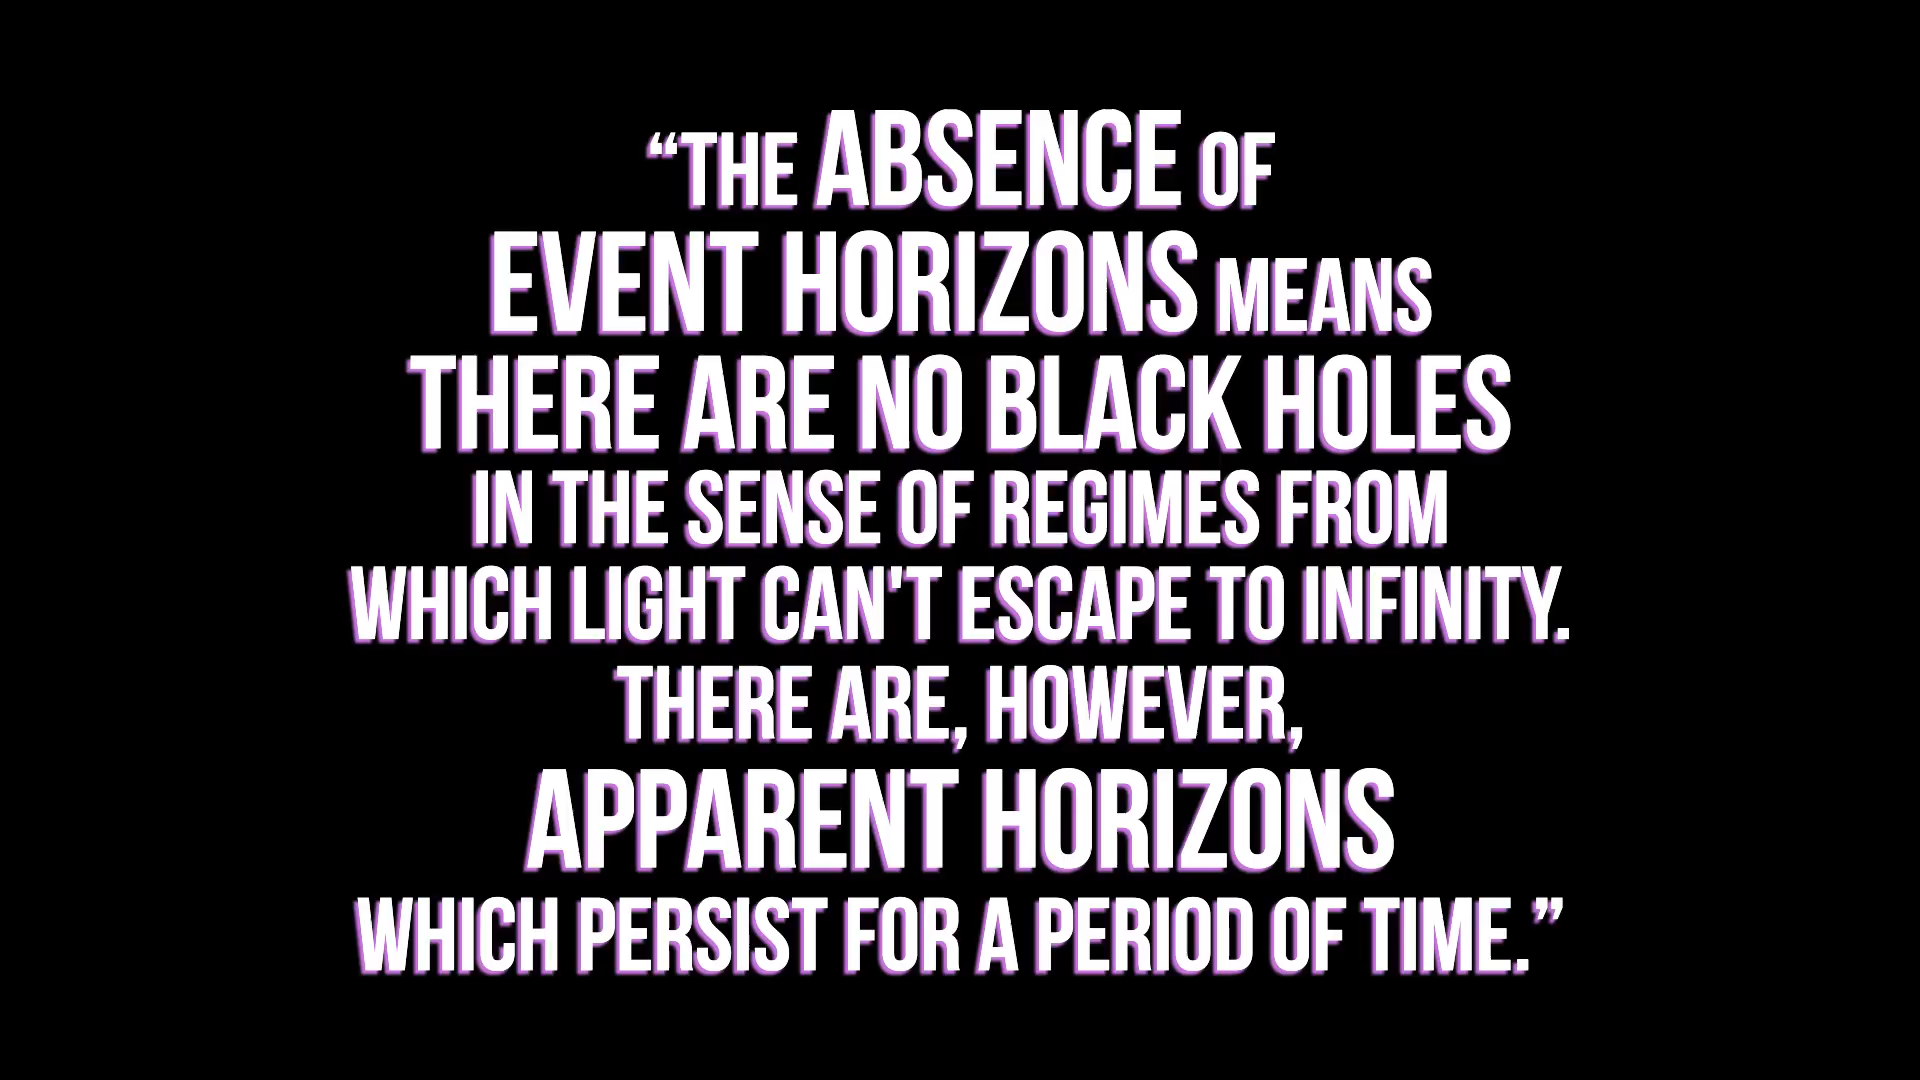 “THE ABSENCE OF
EVENT HORIZONS MEANS
THERE ARE NO BLACK HOLES
IN THE SENSE OF REGIMES FROM
WHICH LIGHT CAN'T ESCAPE TO INFINITY.
THERE ARE, HOWEVER,
APPARENT HORIZONS
WHICH PERSIST FOR A PERIOD OF TIME.”